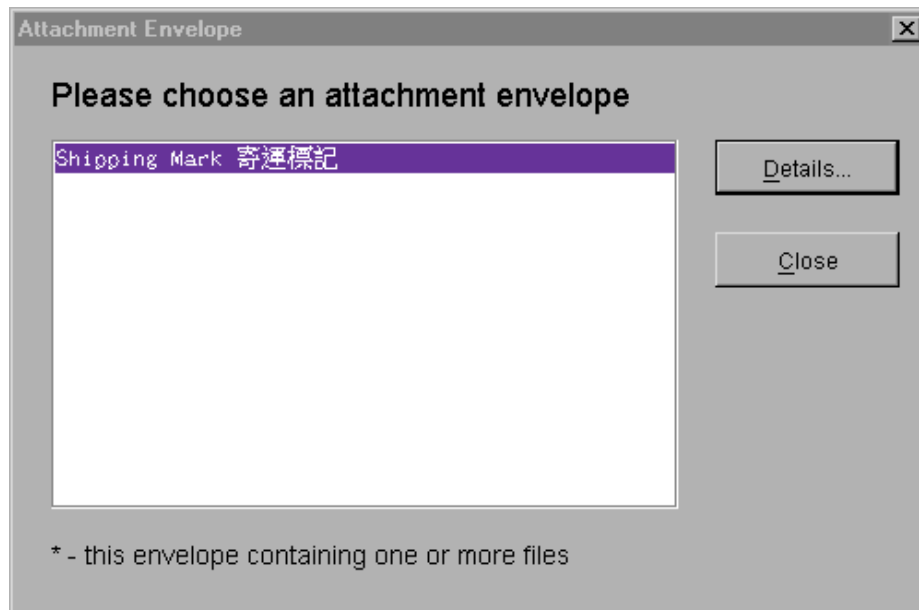 Attachment Envelope
Please choose an attachment envelope
Shipping Mark 寄運標記
Details...
Close
* - this envelope containing one or more files